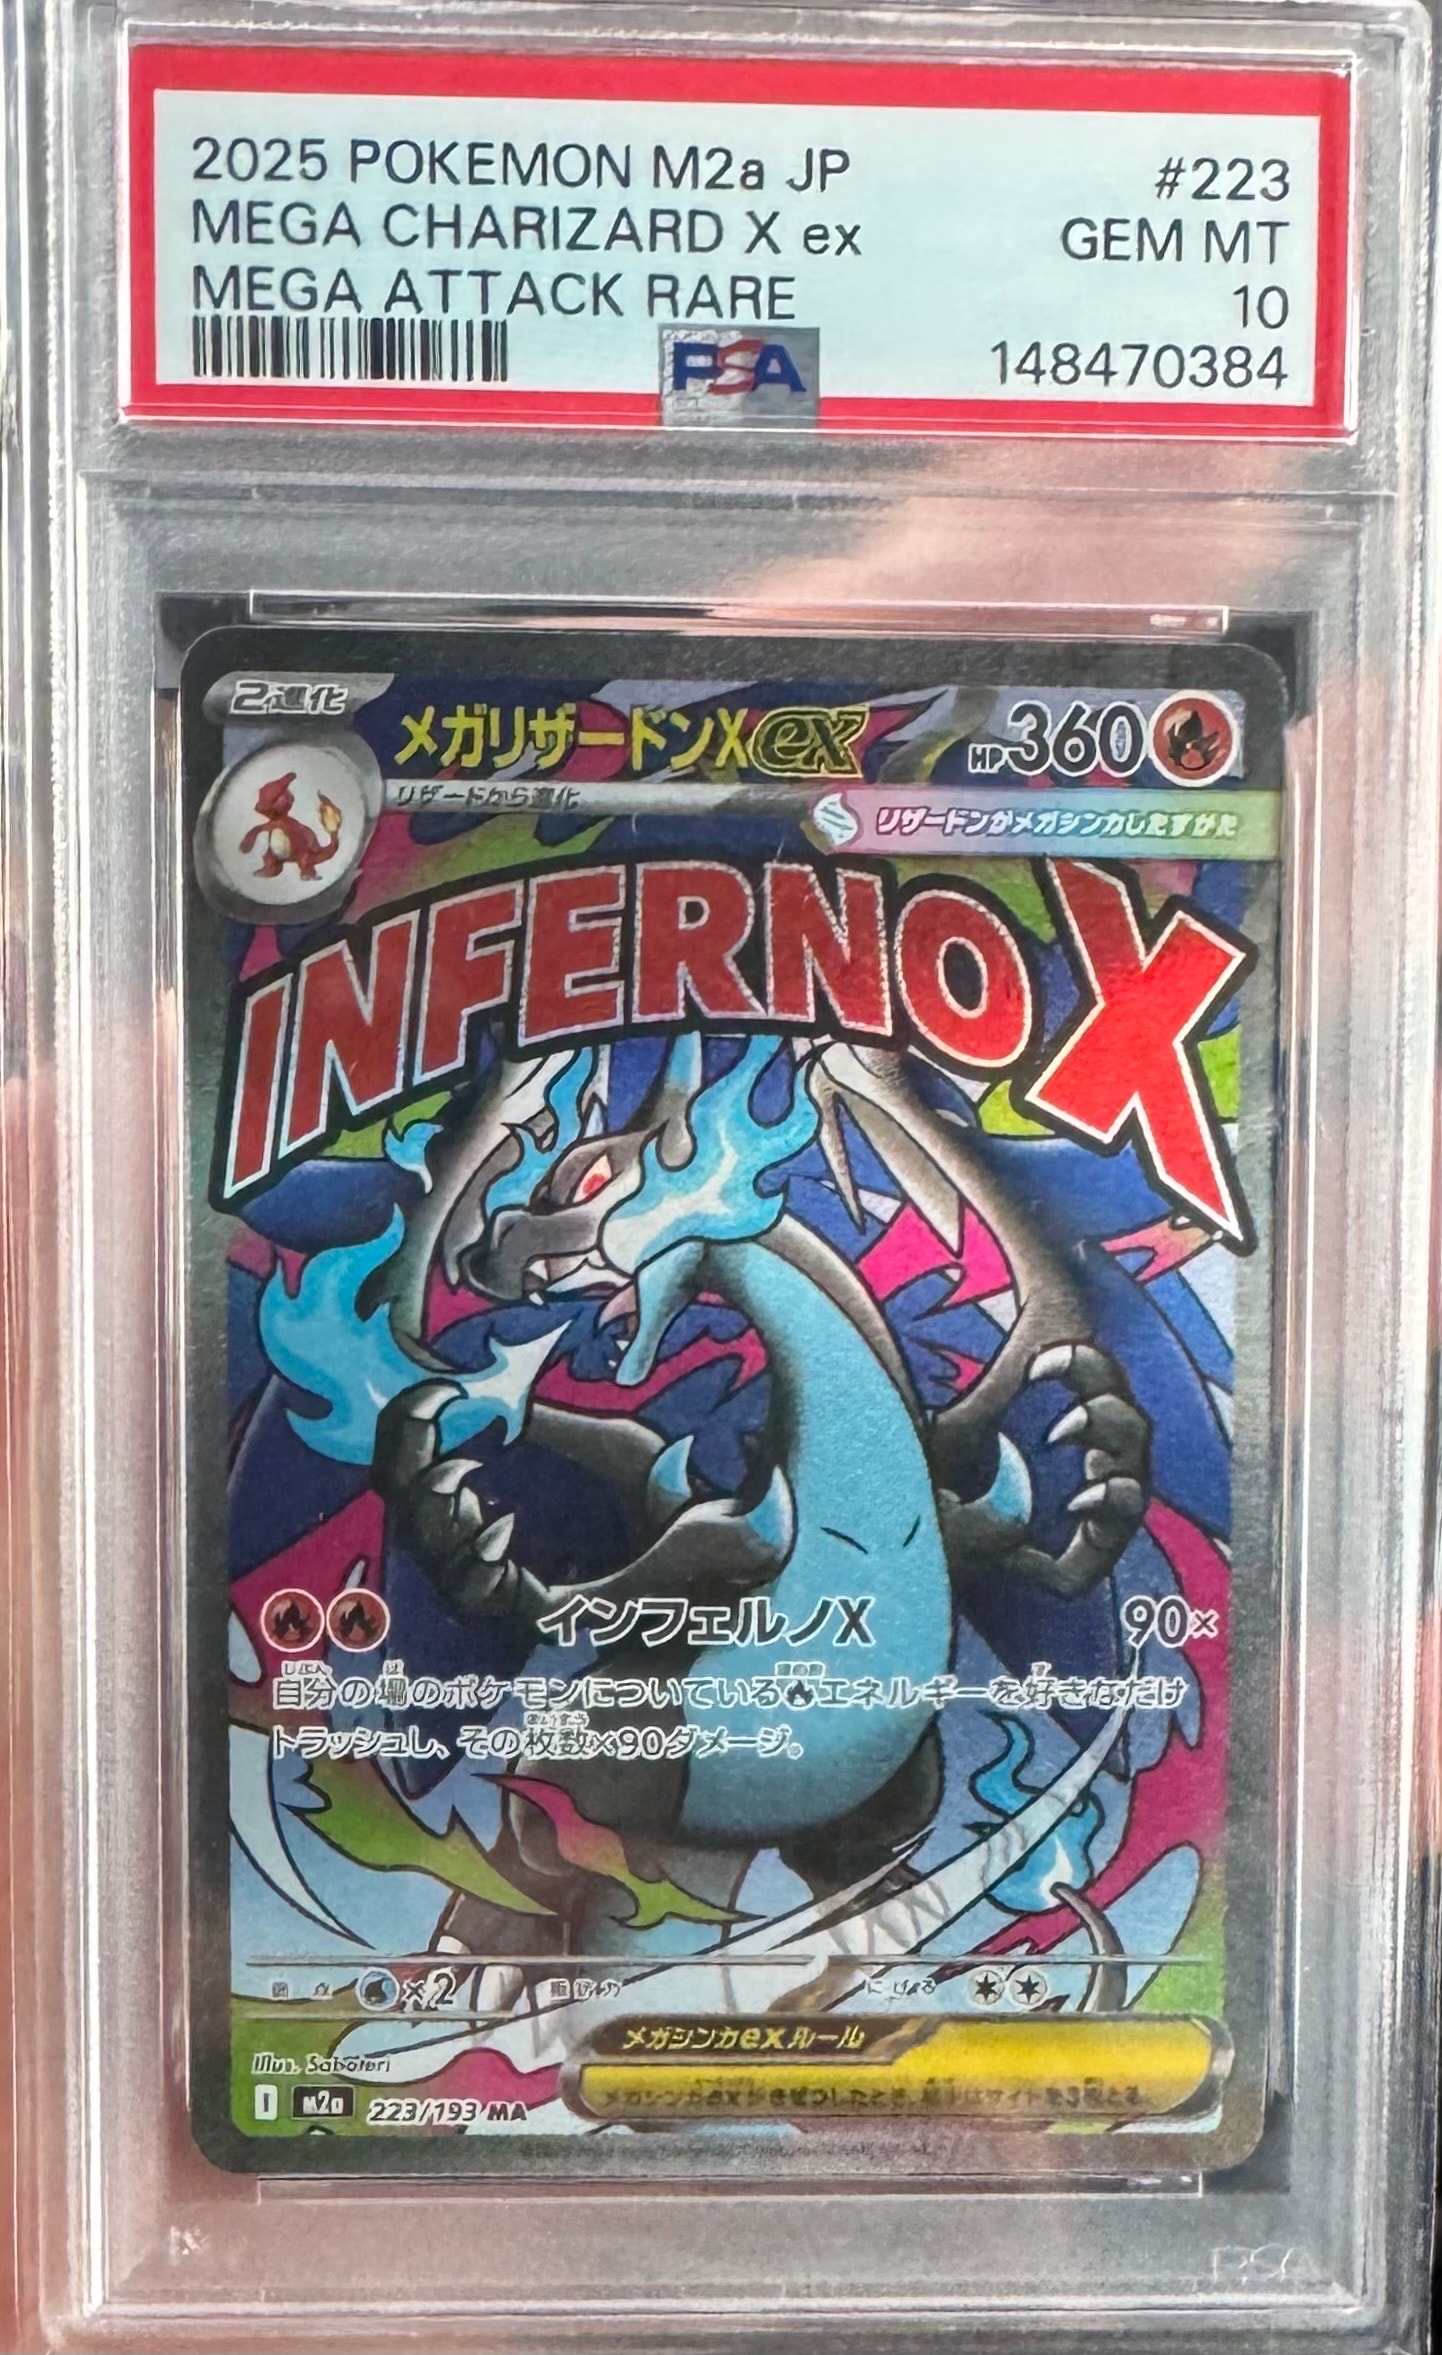 2025 POKEMON M2a JP #223
MEGA CHARIZARD X ex GEM MT
MEGA ATTACK RARE 10
PSA 148470384
2進化
メガリザードンXex HP360
リザードから進化
リザードンがメガシンカしたすがた
INFERNOX
インフェルノX 90×
自分の場のポケモンについているエネルギーを好きなだけ
トラッシュし、その枚数×90ダメージ。
×2 にげる
メガシンカexルール
Illus.
I M2a 223/193 MA
PSA